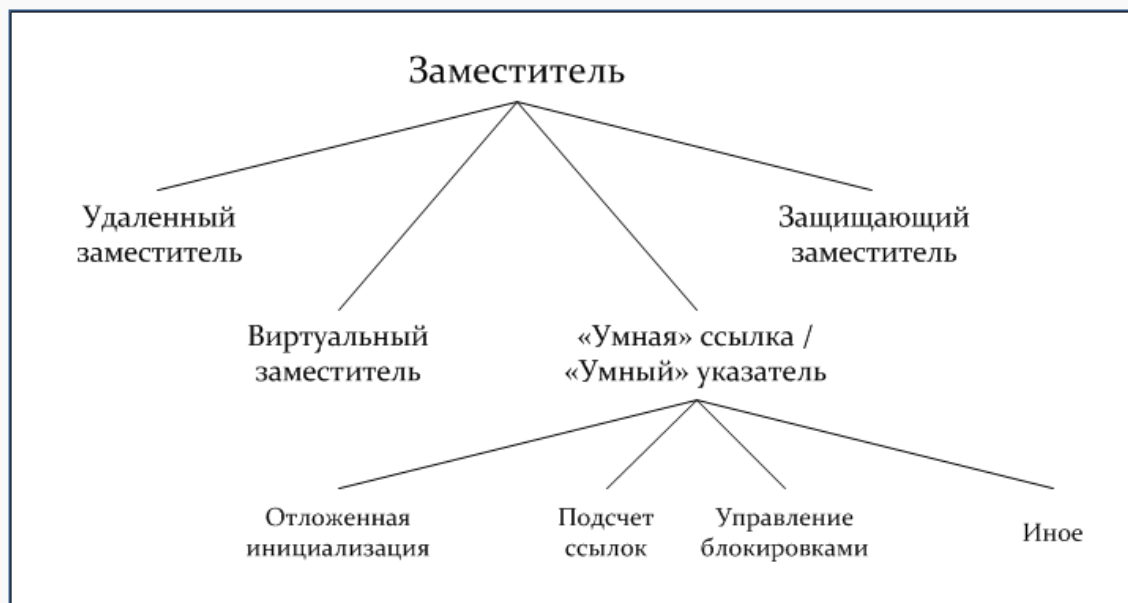 Заместитель
Удаленный
заместитель
Защищающий
заместитель
Виртуальный
заместитель
«Умная» ссылка /
«Умный» указатель
Отложенная
инициализация
Подсчет
ссылок
Управление
блокировками
Иное